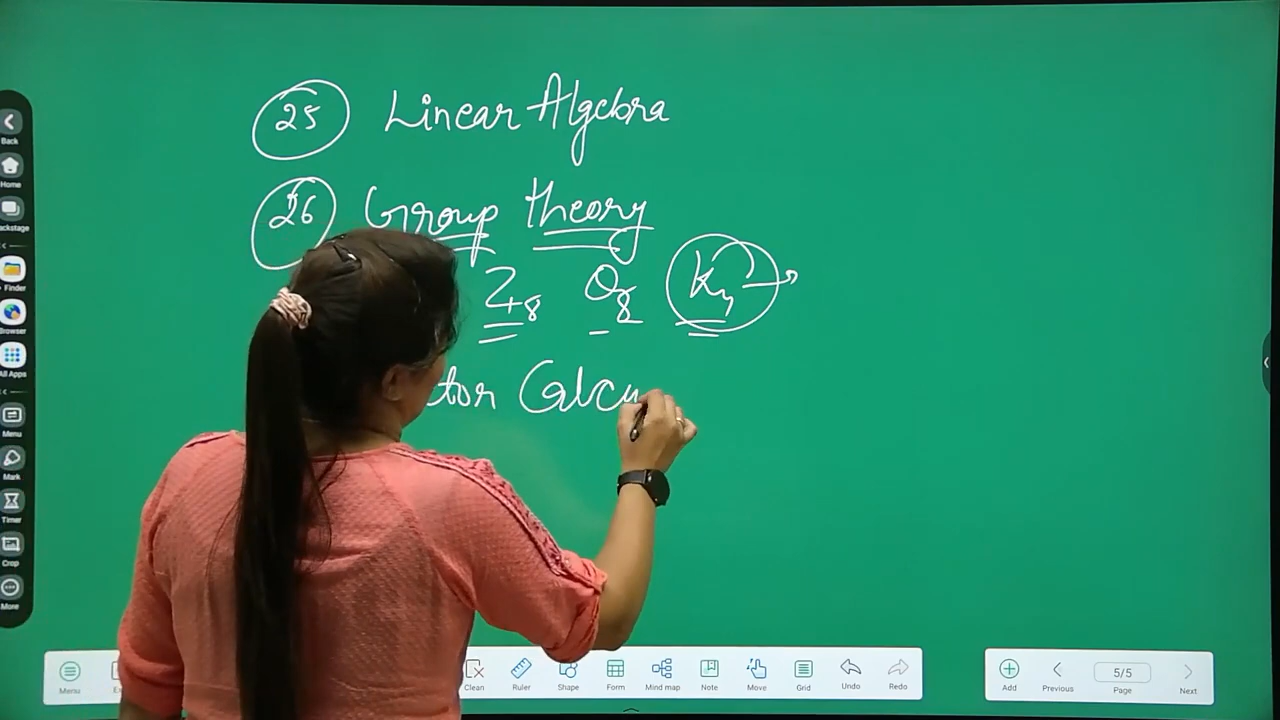 25 Linear Algebra
26 Group theory
Z8 Q8 K4
tor Calcu
Back
Home
ackstage
Finder
Browser
All Apps
Menu
Mark
Timer
Crop
More
Menu
Clean
Ruler
Shape
Form
Mind map
Note
Move
Grid
Undo
Redo
Add
Previous
5/5
Page
Next